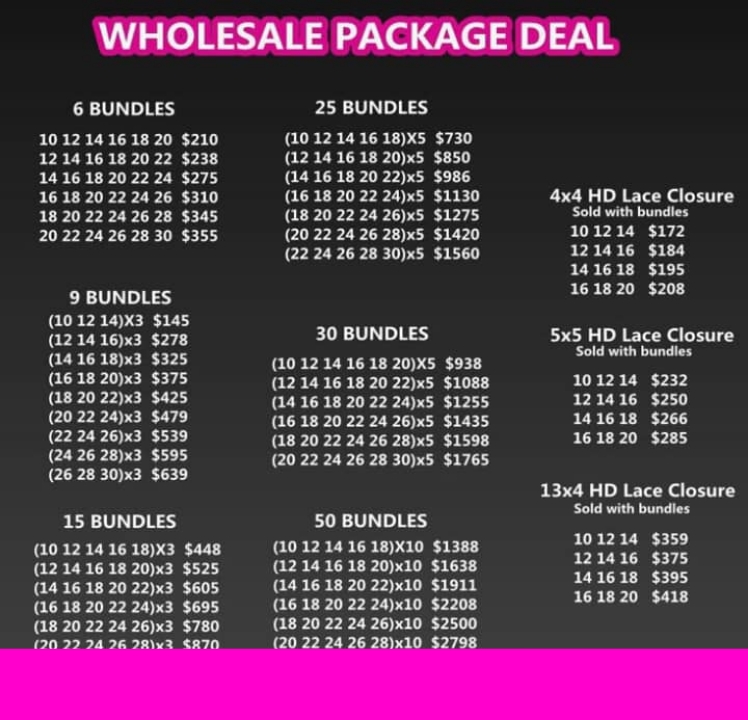 WHOLESALE PACKAGE DEAL
6 BUNDLES
10 12 14 16 18 20 $210
12 14 16 18 20 22 $238
14 16 18 20 22 24 $275
16 18 20 22 24 26 $310
18 20 22 24 26 28 $345
20 22 24 26 28 30 $355
9 BUNDLES
(10 12 14)X3 $145
(12 14 16)x3 $278
(14 16 18)x3 $325
(16 18 20)x3 $375
(18 20 22)x3 $425
(20 22 24)x3 $479
(22 24 26)x3 $539
(24 26 28)x3 $595
(26 28 30)x3 $639
15 BUNDLES
(10 12 14 16 18)X3 $448
(12 14 16 18 20)x3 $525
(14 16 18 20 22)x3 $605
(16 18 20 22 24)x3 $695
(18 20 22 24 26)x3 $780
(20 22 24 26 28)x3 $870
25 BUNDLES
(10 12 14 16 18)X5 $730
(12 14 16 18 20)x5 $850
(14 16 18 20 22)x5 $986
(16 18 20 22 24)x5 $1130
(18 20 22 24 26)x5 $1275
(20 22 24 26 28)x5 $1420
(22 24 26 28 30)x5 $1560
30 BUNDLES
(10 12 14 16 18 20)X5 $938
(12 14 16 18 20 22)x5 $1088
(14 16 18 20 22 24)x5 $1255
(16 18 20 22 24 26)x5 $1435
(18 20 22 24 26 28)x5 $1598
(20 22 24 26 28 30)x5 $1765
50 BUNDLES
(10 12 14 16 18)X10 $1388
(12 14 16 18 20)x10 $1638
(14 16 18 20 22)x10 $1911
(16 18 20 22 24)x10 $2208
(18 20 22 24 26)x10 $2500
(20 22 24 26 28)x10 $2798
4x4 HD Lace Closure
Sold with bundles
10 12 14 $172
12 14 16 $184
14 16 18 $195
16 18 20 $208
5x5 HD Lace Closure
Sold with bundles
10 12 14 $232
12 14 16 $250
14 16 18 $266
16 18 20 $285
13x4 HD Lace Closure
Sold with bundles
10 12 14 $359
12 14 16 $375
14 16 18 $395
16 18 20 $418